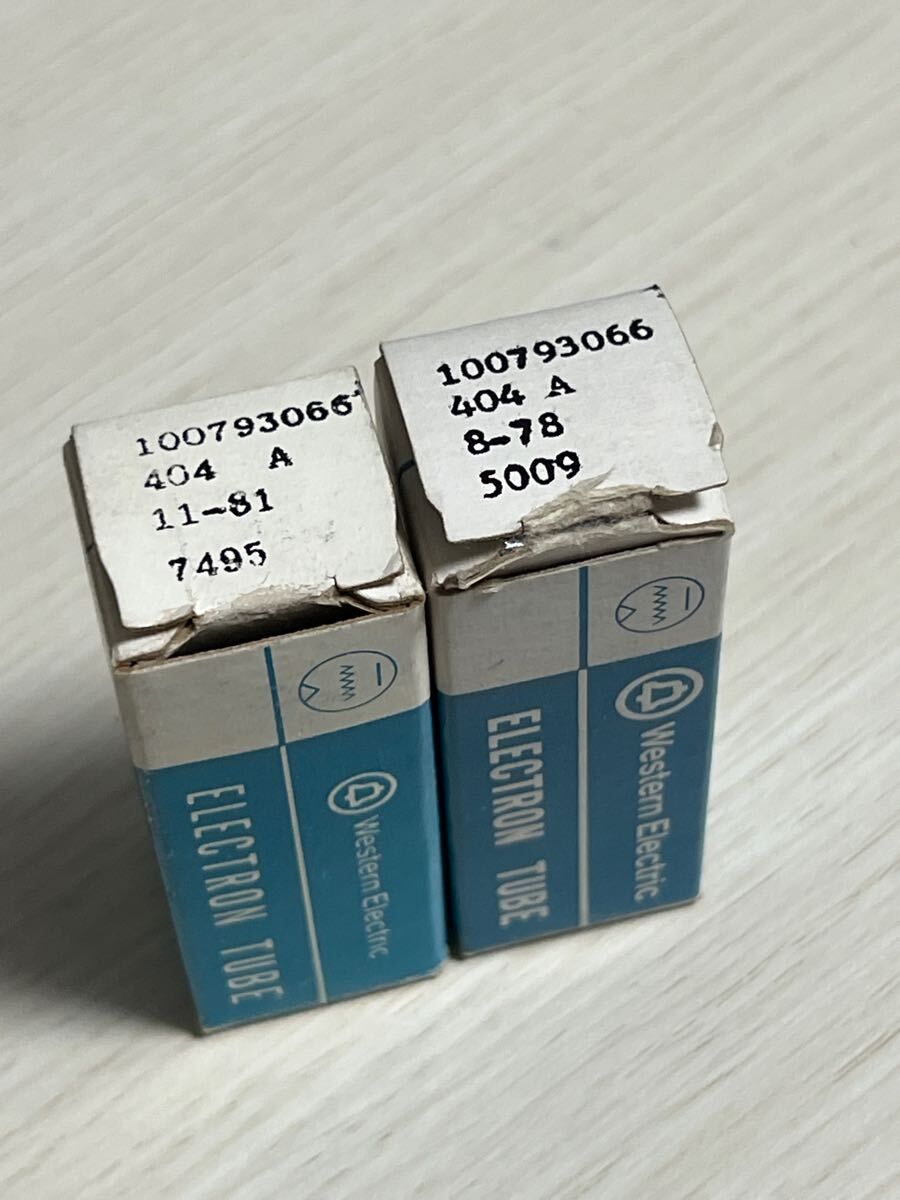 100793066
404 A
11-81
7495
ELECTRON TUBE
Western Electric
100793066
404 A
8-78
5009
ELECTRON TUBE
Western Electric